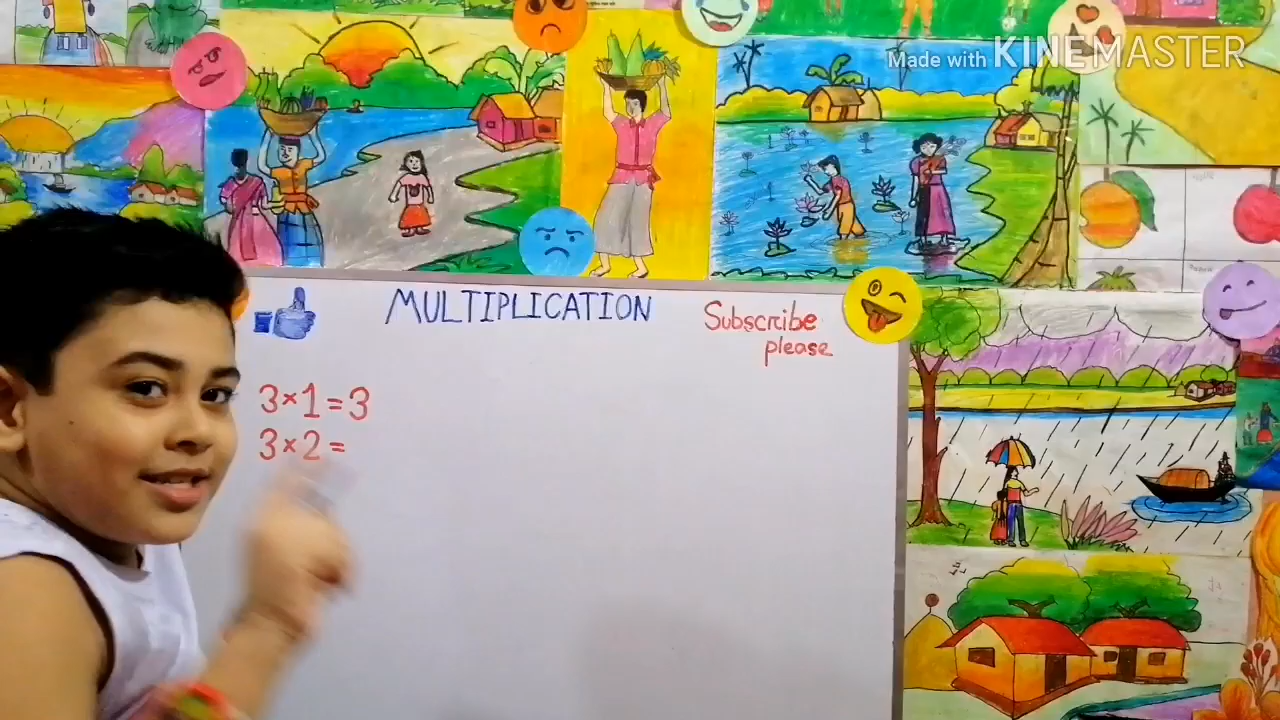 Made with KINEMASTER
MULTIPLICATION
Subscribe
please
3×1=3
3×2=